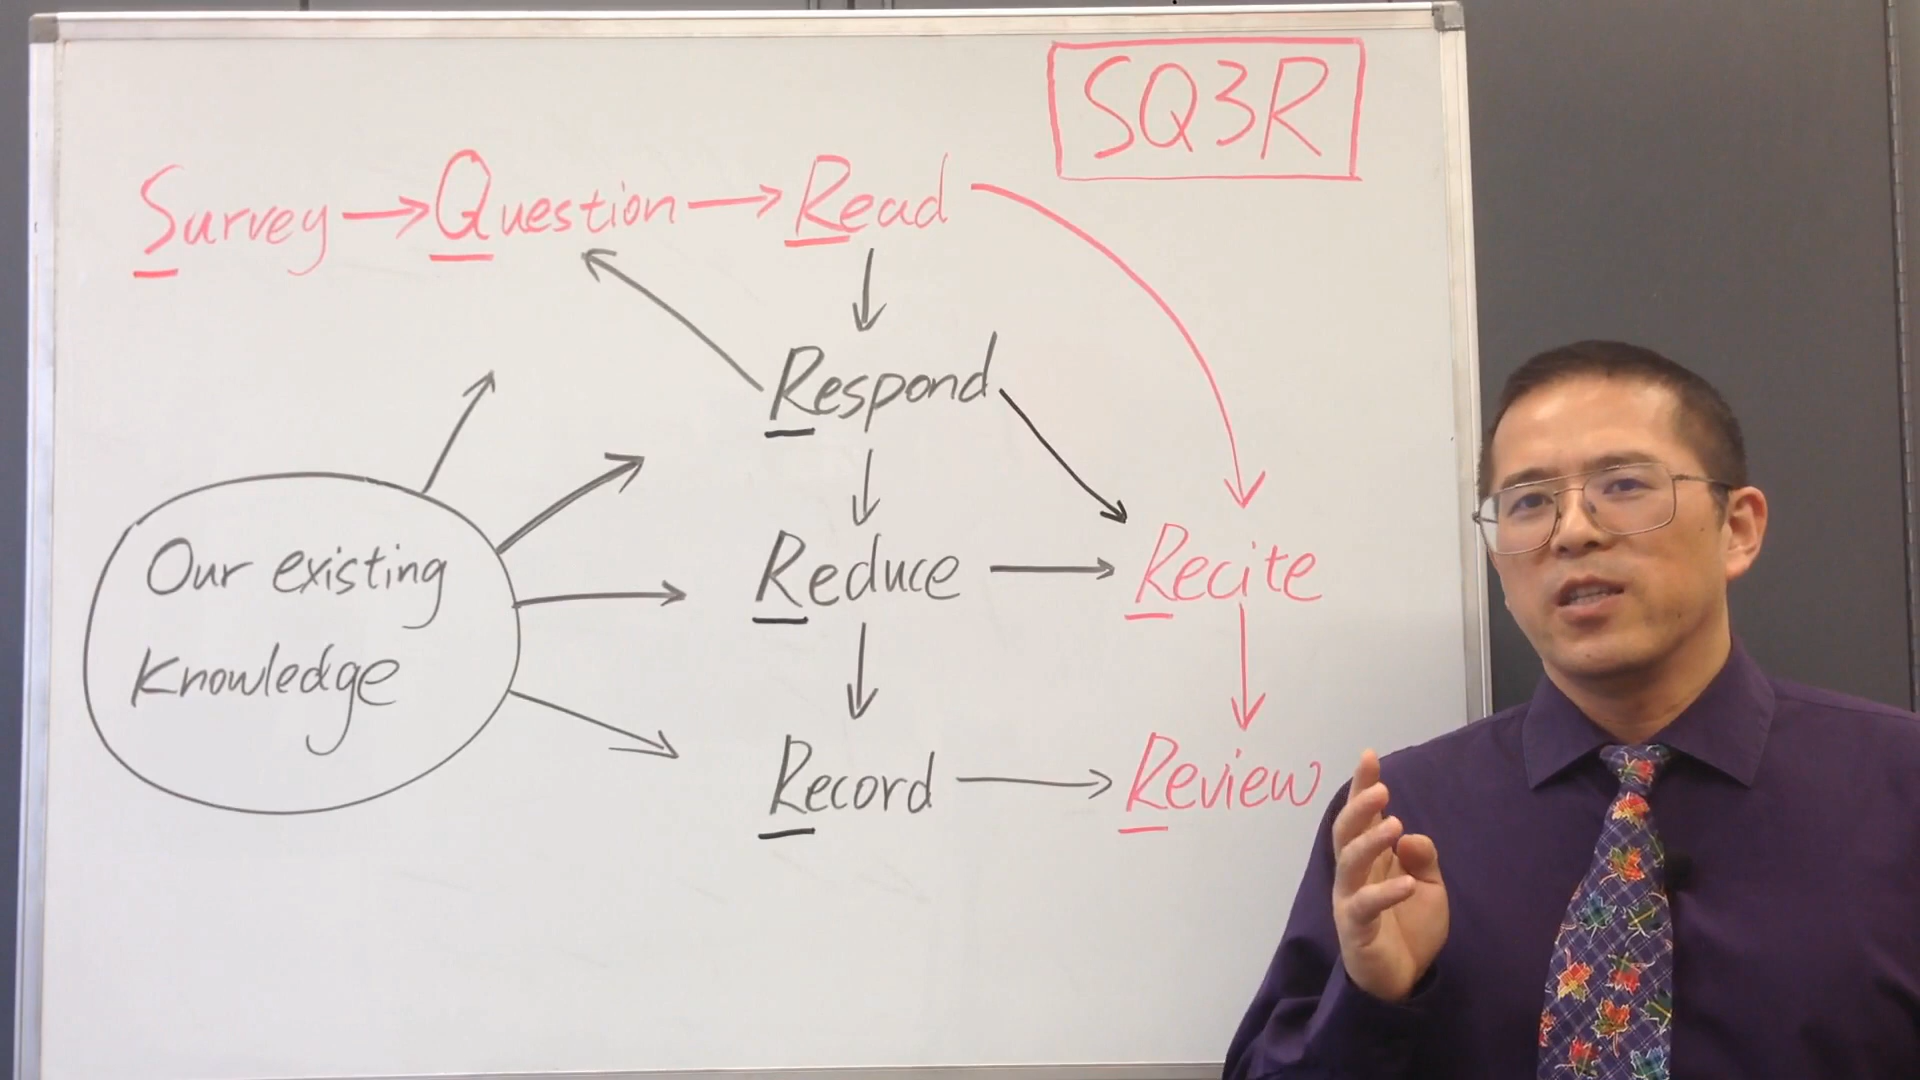 SQ3R
Survey → Question → Read
Respond
Our existing
Knowledge
Reduce → Recite
Record → Review